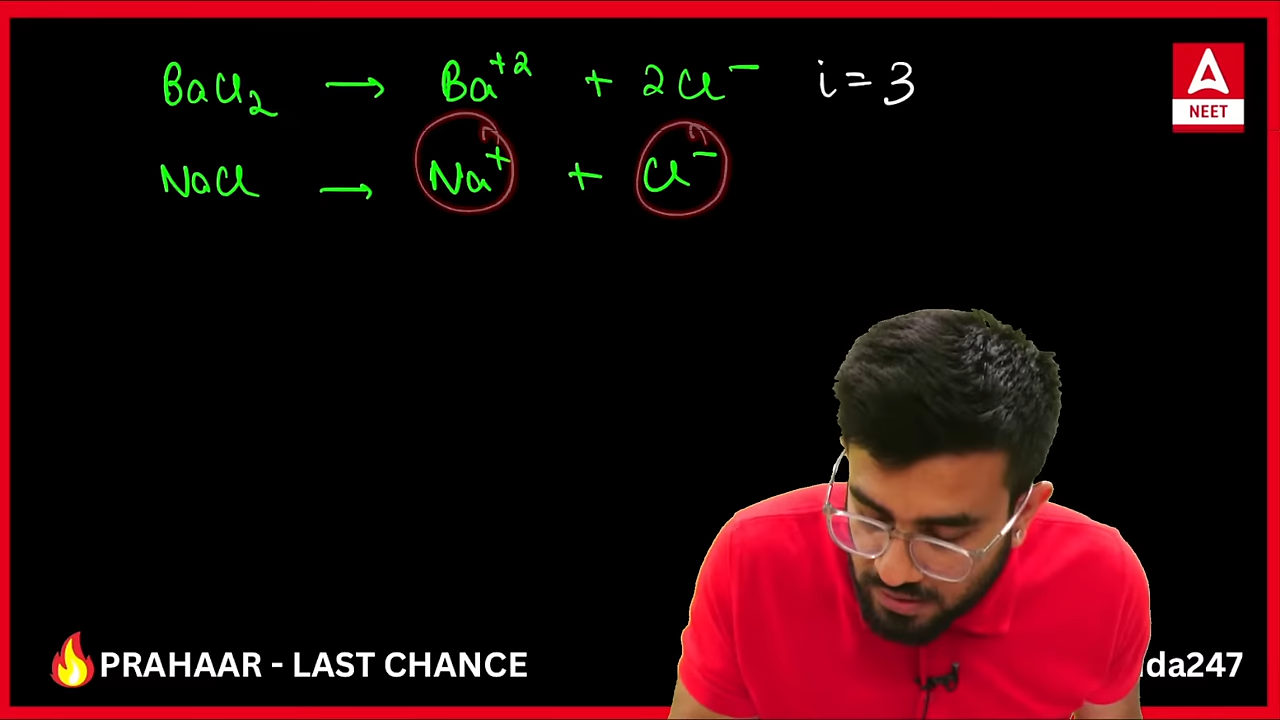 BaCl2 → Ba+2 + 2Cl− i = 3
NaCl → Na+ + Cl−
A
NEET
PRAHAAR - LAST CHANCE
da247